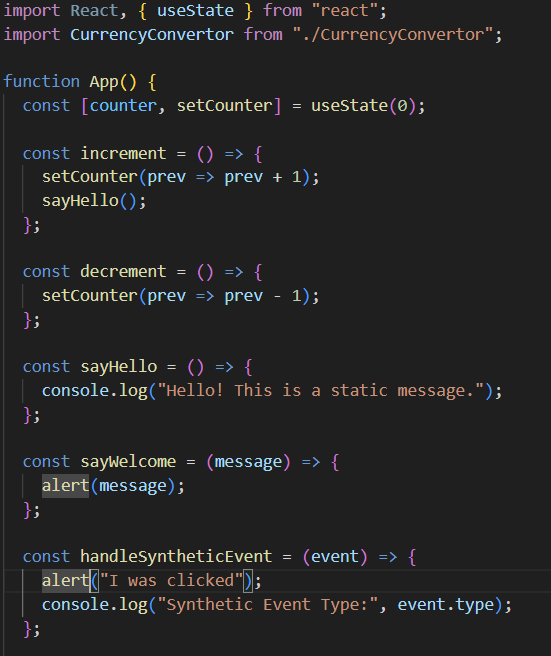 import React, { useState } from "react";
import CurrencyConvertor from "./CurrencyConvertor";

function App() {
  const [counter, setCounter] = useState(0);

  const increment = () => {
    setCounter(prev => prev + 1);
    sayHello();
  };

  const decrement = () => {
    setCounter(prev => prev - 1);
  };

  const sayHello = () => {
    console.log("Hello! This is a static message.");
  };

  const sayWelcome = (message) => {
    alert(message);
  };

  const handleSyntheticEvent = (event) => {
    alert("I was clicked");
    console.log("Synthetic Event Type:", event.type);
  };